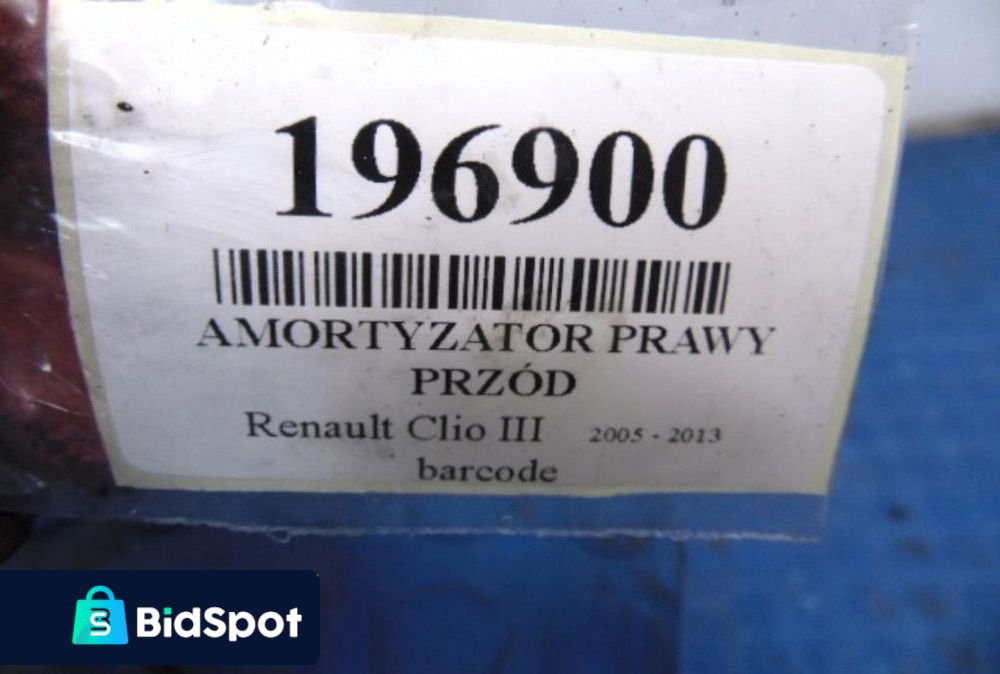 196900
AMORTYZATOR PRAWY
PRZÓD
Renault Clio III 2005 - 2013
barcode
BidSpot